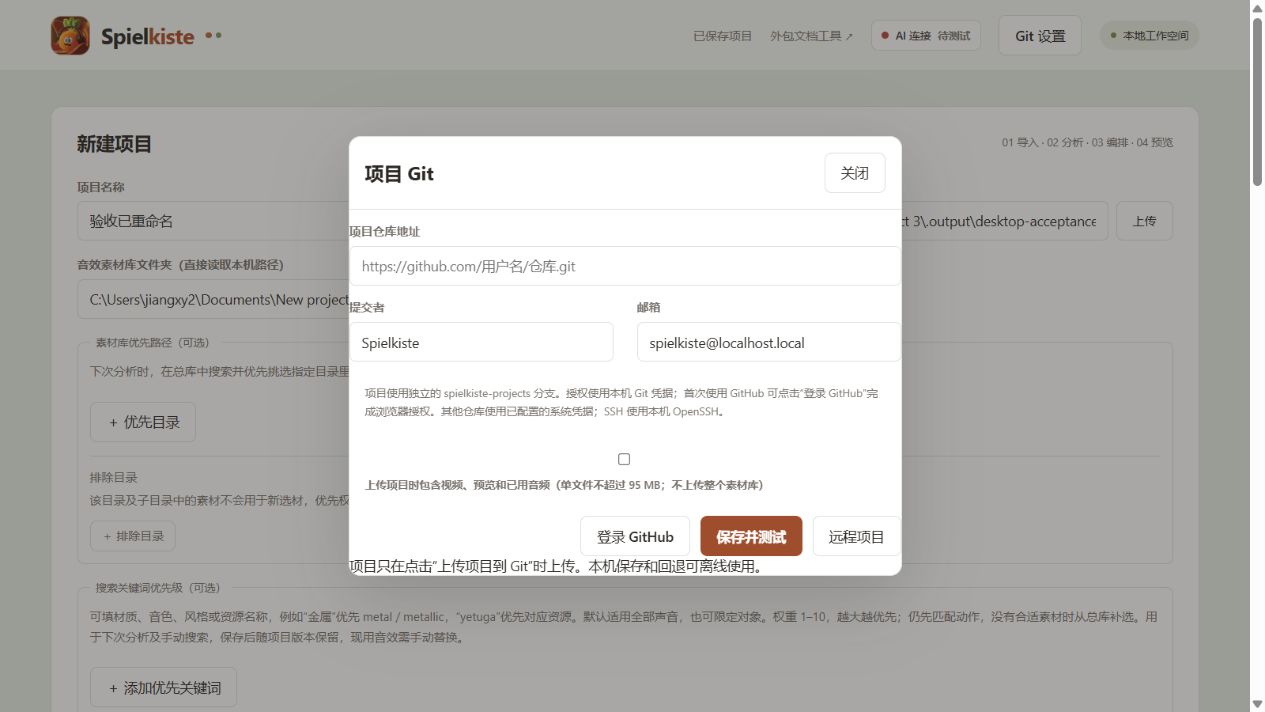 Spielkiste
已保存项目
外包文档工具 ↗
AI 连接 待测试
Git 设置
本地工作空间
新建项目
01 导入 · 02 分析 · 03 编排 · 04 预览
项目名称
验收已重命名
ct 3\.output\desktop-acceptance
上传
音效素材库文件夹（直接读取本机路径）
C:\Users\jiangxy2\Documents\New project
素材库优先路径（可选）
下次分析时，在总库中搜索并优先挑选指定目录里
+ 优先目录
排除目录
该目录及子目录中的素材不会用于新选材，优先权
+ 排除目录
搜索关键词优先级（可选）
可填材质、音色、风格或资源名称，例如“金属”优先 metal / metallic，“yetuga”优先对应资源。默认适用全部声音，也可限定对象。权重 1–10，越大越优先；仍先匹配动作，没有合适素材时从总库补选。用
于下次分析及手动搜索，保存后随项目版本保留，现用音效需手动替换。
+ 添加优先关键词
项目 Git
关闭
项目仓库地址
https://github.com/用户名/仓库.git
提交者
邮箱
Spielkiste
spielkiste@localhost.local
项目使用独立的 spielkiste-projects 分支。授权使用本机 Git 凭据；首次使用 GitHub 可点击“登录 GitHub”完
成浏览器授权。其他仓库使用已配置的系统凭据；SSH 使用本机 OpenSSH。
上传项目时包含视频、预览和已用音频（单文件不超过 95 MB；不上传整个素材库）
登录 GitHub
保存并测试
远程项目
项目只在点击“上传项目到 Git”时上传。本机保存和回退可离线使用。